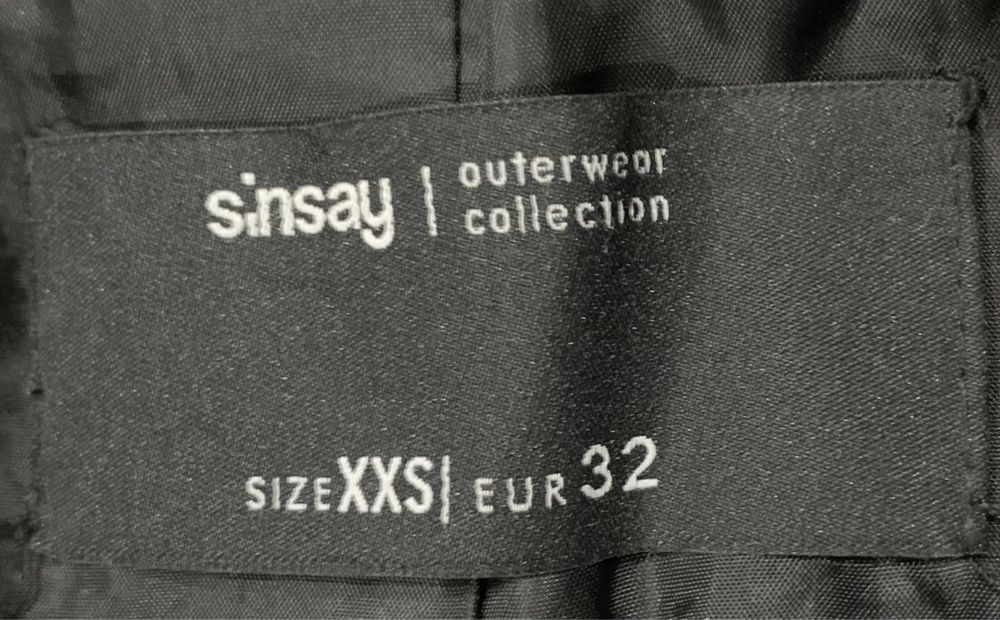 sinsay | outerwear
collection
SIZE XXS | EUR 32